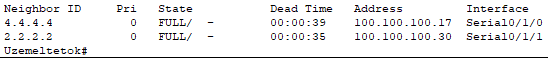 Neighbor ID     Pri   State           Dead Time   Address         Interface
4.4.4.4           0   FULL/  -        00:00:39    100.100.100.17  Serial0/1/0
2.2.2.2           0   FULL/  -        00:00:35    100.100.100.30  Serial0/1/1
Uzemeltetok#